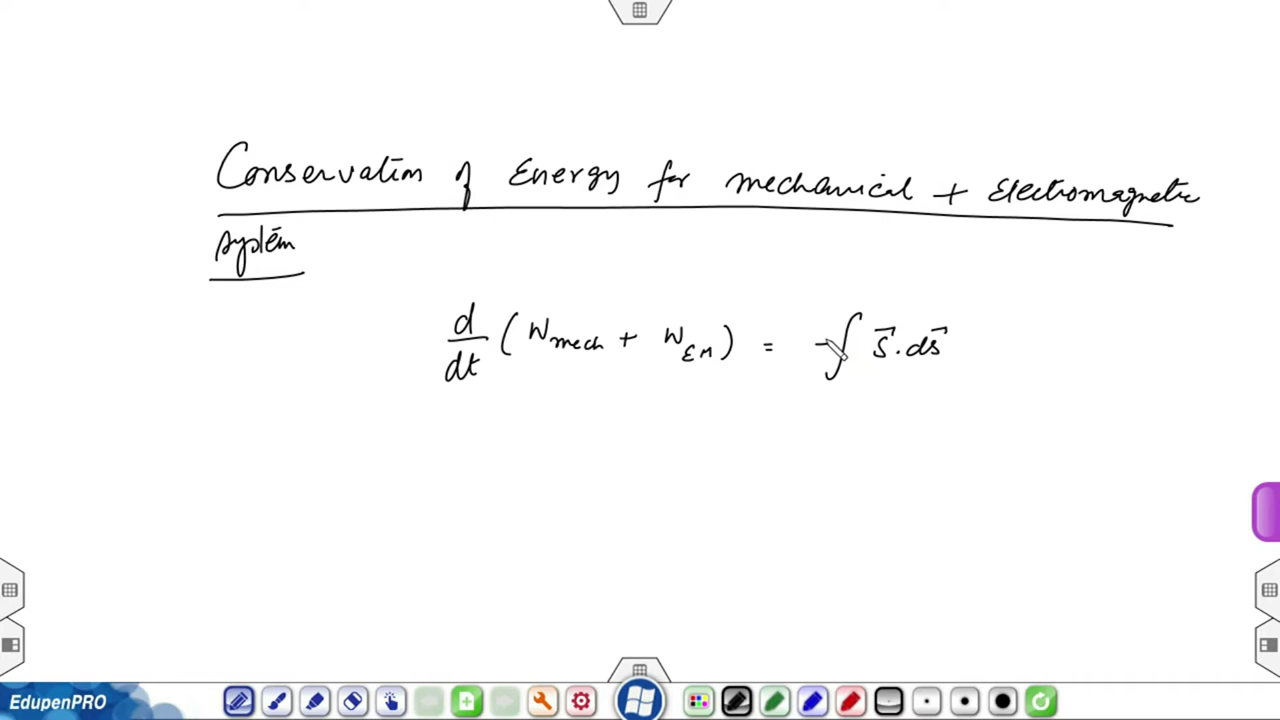 Conservation of Energy for mechanical + Electromagnetic
system
d/dt (Wmech + WEM) = -∮ S⃗.ds⃗
EdupenPRO